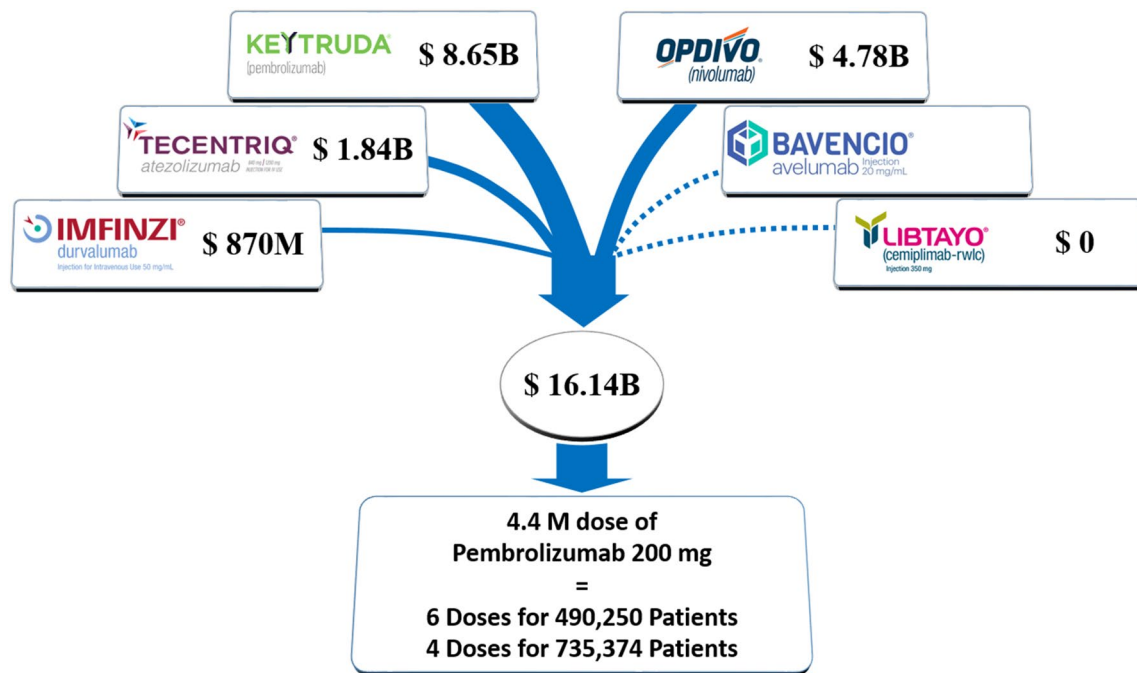 KEYTRUDA®
(pembrolizumab)
$ 8.65B
OPDIVO®
(nivolumab)
$ 4.78B
TECENTRIQ®
atezolizumab
$ 1.84B
BAVENCIO®
avelumab Injection
20 mg/mL
IMFINZI®
durvalumab
Injection for Intravenous Use 50 mg/mL
$ 870M
LIBTAYO®
(cemiplimab-rwlc)
Injection 350 mg
$ 0
$ 16.14B
4.4 M dose of
Pembrolizumab 200 mg
=
6 Doses for 490,250 Patients
4 Doses for 735,374 Patients